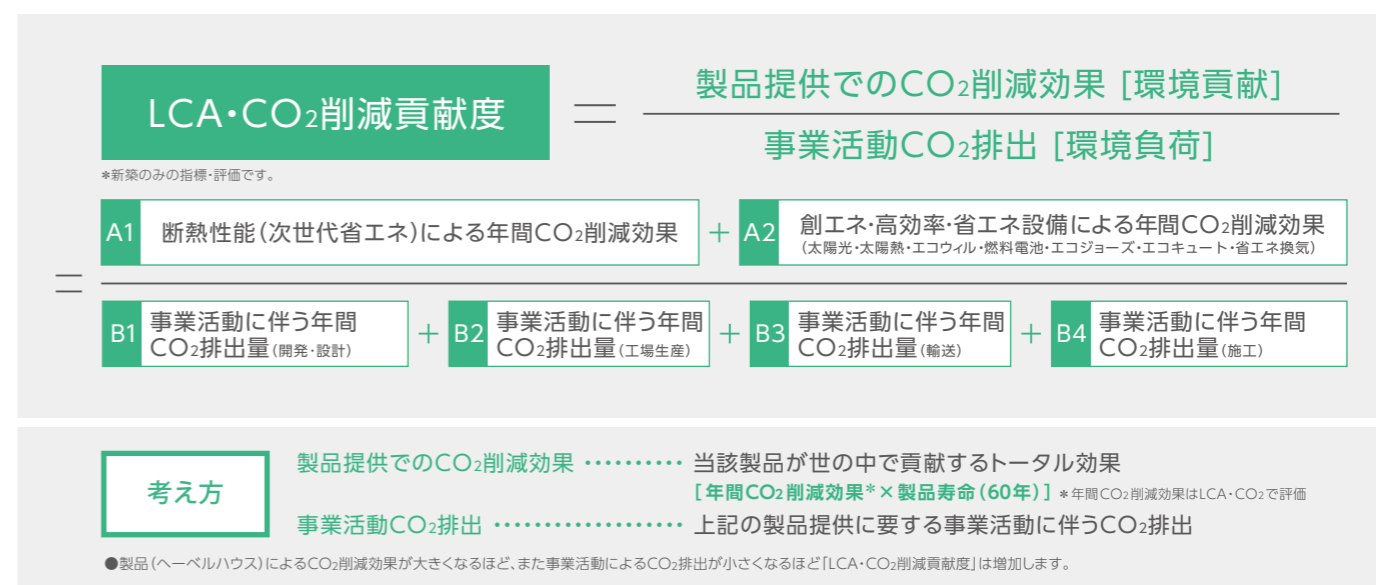 LCA・CO2削減貢献度 = 製品提供でのCO2削減効果 [環境貢献]
事業活動CO2排出 [環境負荷]
*新築のみの指標・評価です。
= A1 断熱性能(次世代省エネ)による年間CO2削減効果 + A2 創エネ・高効率・省エネ設備による年間CO2削減効果
(太陽光・太陽熱・エコウィル・燃料電池・エコジョーズ・エコキュート・省エネ換気)
B1 事業活動に伴う年間
CO2排出量(開発・設計)
+ B2 事業活動に伴う年間
CO2排出量(工場生産)
+ B3 事業活動に伴う年間
CO2排出量(輸送)
+ B4 事業活動に伴う年間
CO2排出量(施工)
考え方
製品提供でのCO2削減効果 ・・・・・・・・・・ 当該製品が世の中で貢献するトータル効果
[年間CO2削減効果*×製品寿命(60年)] *年間CO2削減効果はLCA・CO2で評価
事業活動CO2排出 ・・・・・・・・・・・・・・・・・・・ 上記の製品提供に要する事業活動に伴うCO2排出
●製品(ヘーベルハウス)によるCO2削減効果が大きくなるほど、また事業活動によるCO2排出が小さくなるほど「LCA・CO2削減貢献度」は増加します。